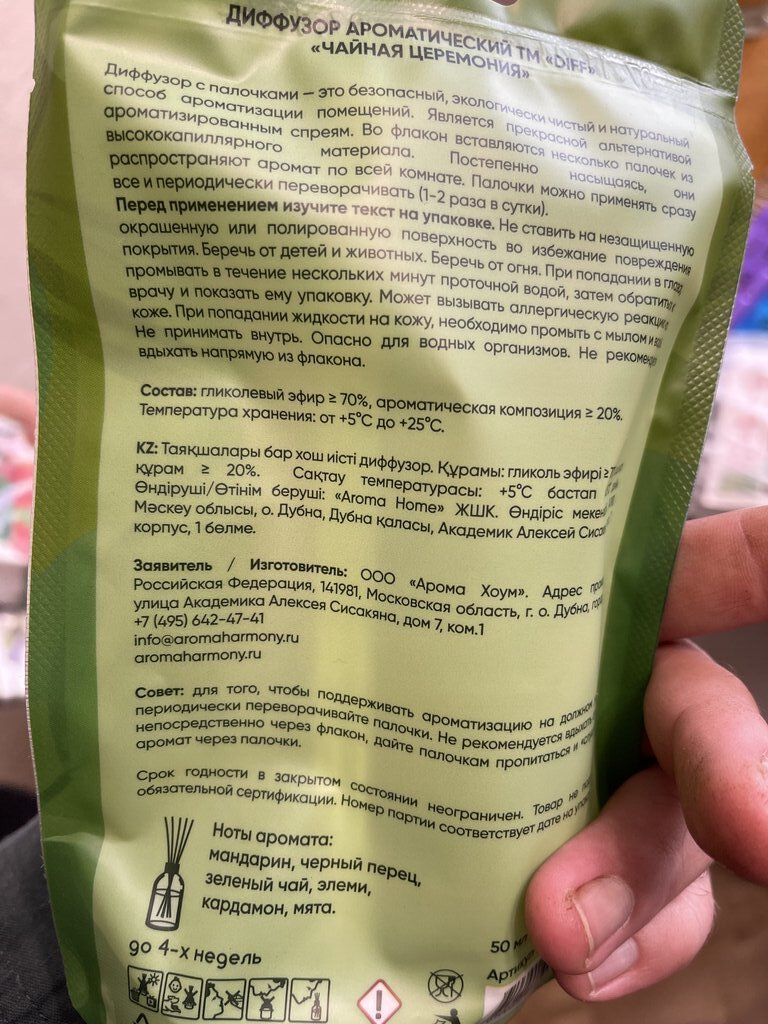 ДИФФУЗОР АРОМАТИЧЕСКИЙ ТМ «DIFF»
«ЧАЙНАЯ ЦЕРЕМОНИЯ»
Диффузор с палочками – это безопасный, экологически чистый и натуральный
способ ароматизации помещений. Является прекрасной альтернативой
ароматизированным спреям. Во флакон вставляются несколько палочек из
высококапиллярного материала. Постепенно насыщаясь, они
распространяют аромат по всей комнате. Палочки можно применять сразу
все и периодически переворачивать (1-2 раза в сутки).
Перед применением изучите текст на упаковке. Не ставить на незащищенную
окрашенную или полированную поверхность во избежание повреждения
покрытия. Беречь от детей и животных. Беречь от огня. При попадании в глаза
промывать в течение нескольких минут проточной водой, затем обратиться к
врачу и показать ему упаковку. Может вызывать аллергическую реакцию
коже. При попадании жидкости на кожу, необходимо промыть с мылом и
Не принимать внутрь. Опасно для водных организмов. Не
вдыхать напрямую из флакона.
Состав: гликолевый эфир ≥ 70%, ароматическая композиция ≥ 20%.
Температура хранения: от +5°C до +25°C.
KZ: Таяқшалары бар хош иісті диффузор. Құрамы: гликоль эфирі
құрам ≥ 20%. Сақтау температурасы: +5°C бастап
Өндіруші/Өтінім беруші: «Aroma Home» ЖШК. Өндіріс
Мәскеу облысы, о. Дубна, Дубна қаласы, Академик Алексей
корпус, 1 бөлме.
Заявитель / Изготовитель: ООО «Арома Хоум». Адрес
Российская Федерация, 141981, Московская область, г. о. Дубна,
улица Академика Алексея Сисакяна, дом 7, ком.1
+7 (495) 642-47-41
info@aromaharmony.ru
aromaharmony.ru
Совет: для того, чтобы поддерживать ароматизацию на должном
периодически переворачивайте палочки. Не рекомендуется вдыхать
непосредственно через флакон, дайте палочкам пропитаться и
аромат через палочки.
Срок годности в закрытом состоянии неограничен. Товар не
обязательной сертификации. Номер партии соответствует дате на
Ноты аромата:
мандарин, черный перец,
зеленый чай, элеми,
кардамон, мята.
до 4-х недель
50 мл
Артикул